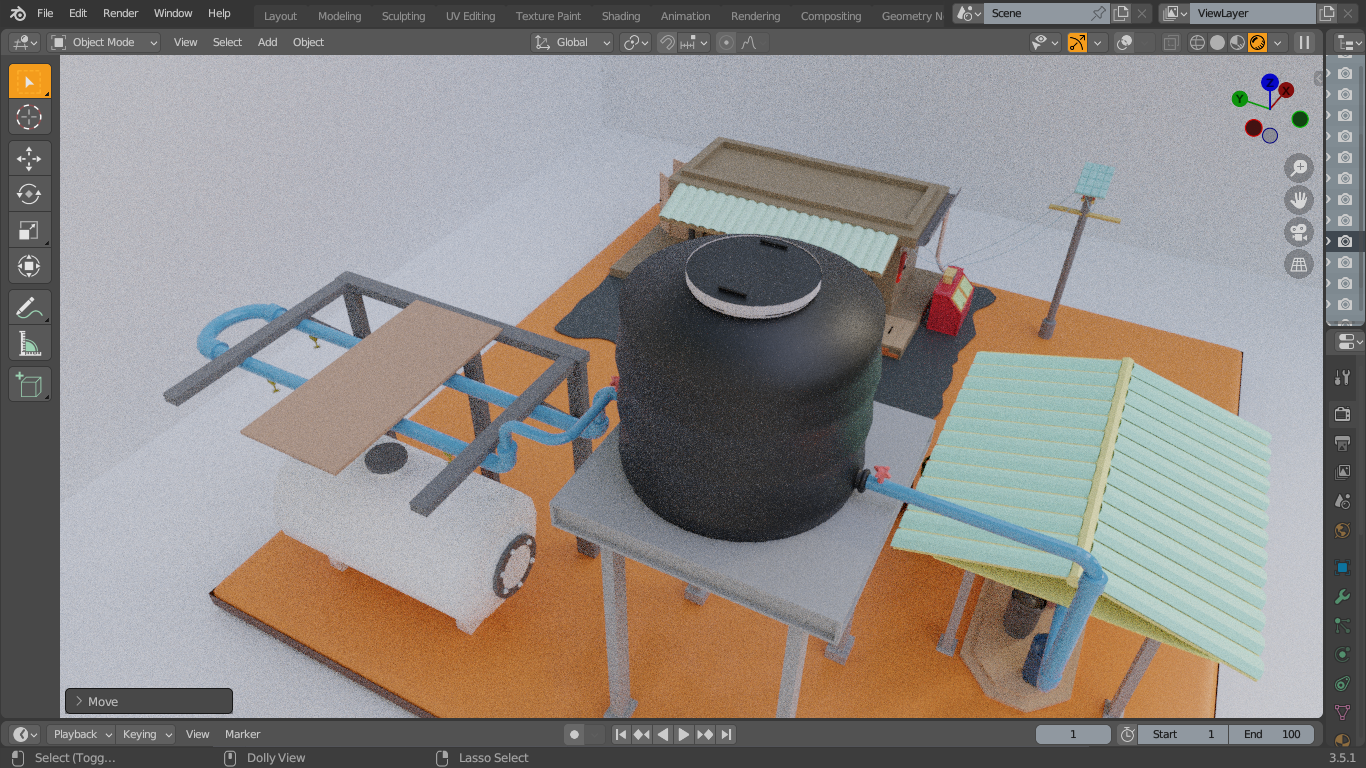 File Edit Render Window Help Layout Modeling Sculpting UV Editing Texture Paint Shading Animation Rendering Compositing Geometry N Scene ViewLayer
Object Mode View Select Add Object Global
Z
X
Y
Move
Playback Keying View Marker 1 Start 1 End 100
Select (Togg... Dolly View Lasso Select 3.5.1